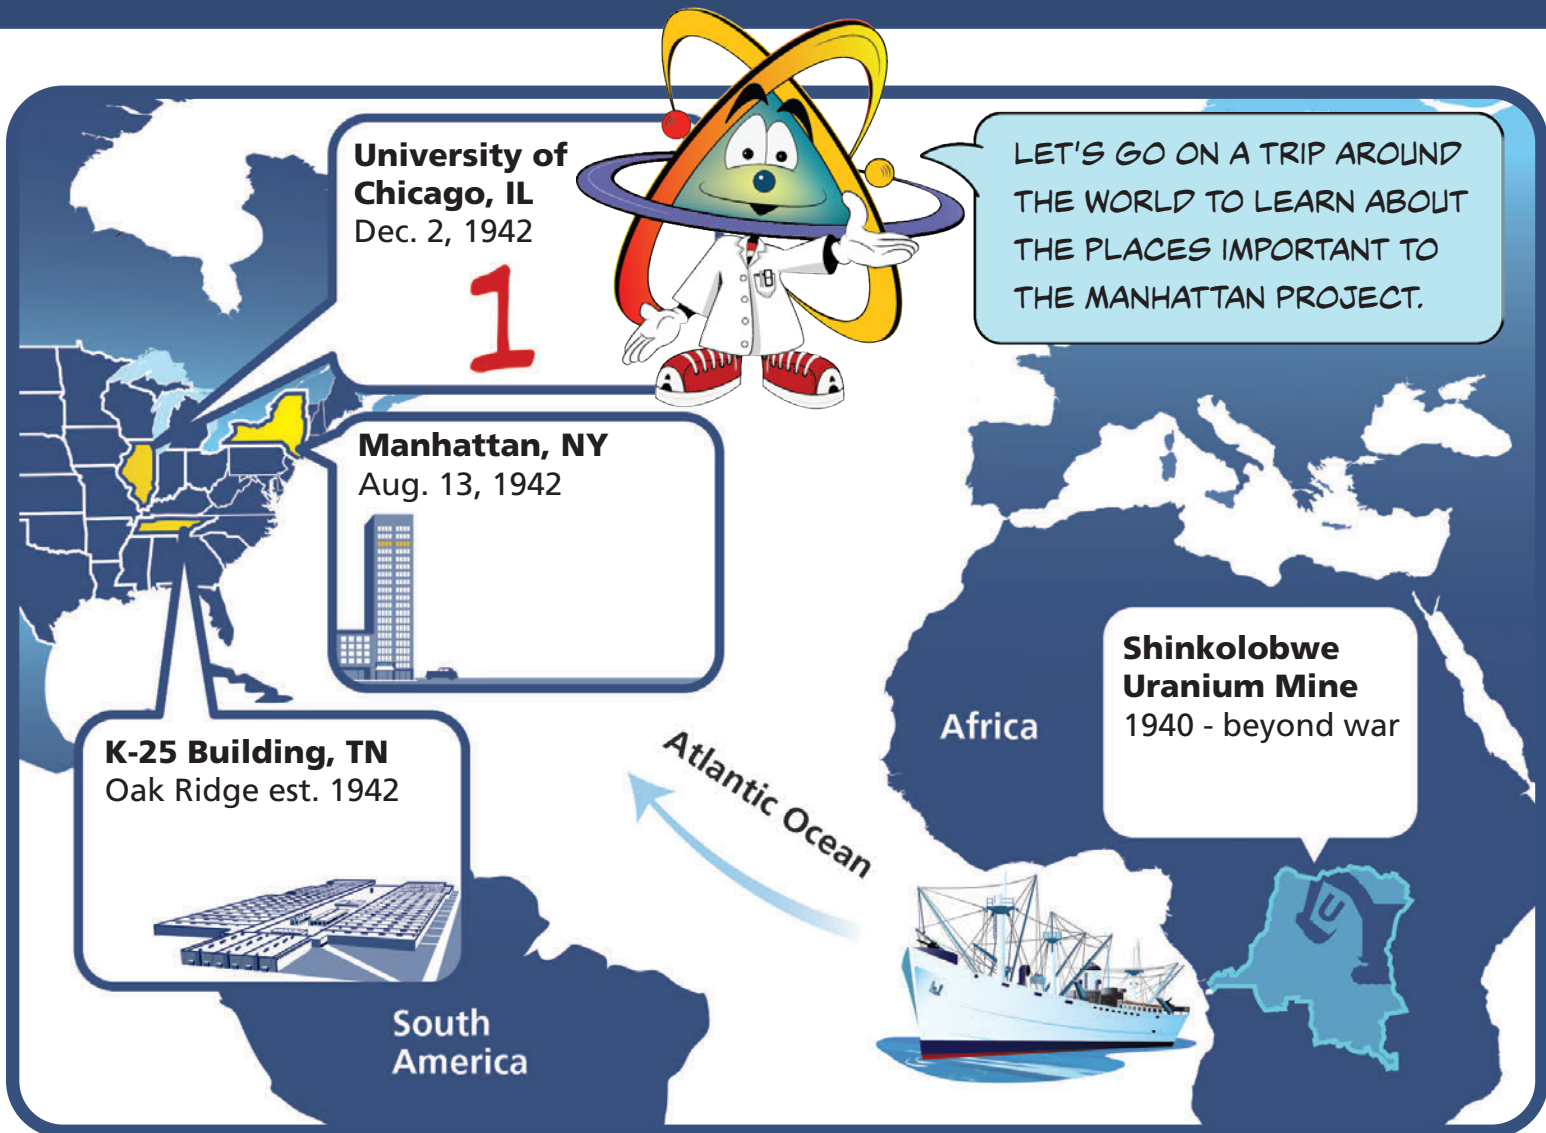 University of
Chicago, IL
Dec. 2, 1942
1
LET'S GO ON A TRIP AROUND
THE WORLD TO LEARN ABOUT
THE PLACES IMPORTANT TO
THE MANHATTAN PROJECT.
Manhattan, NY
Aug. 13, 1942
K-25 Building, TN
Oak Ridge est. 1942
Atlantic Ocean
Africa
Shinkolobwe
Uranium Mine
1940 - beyond war
U
South
America